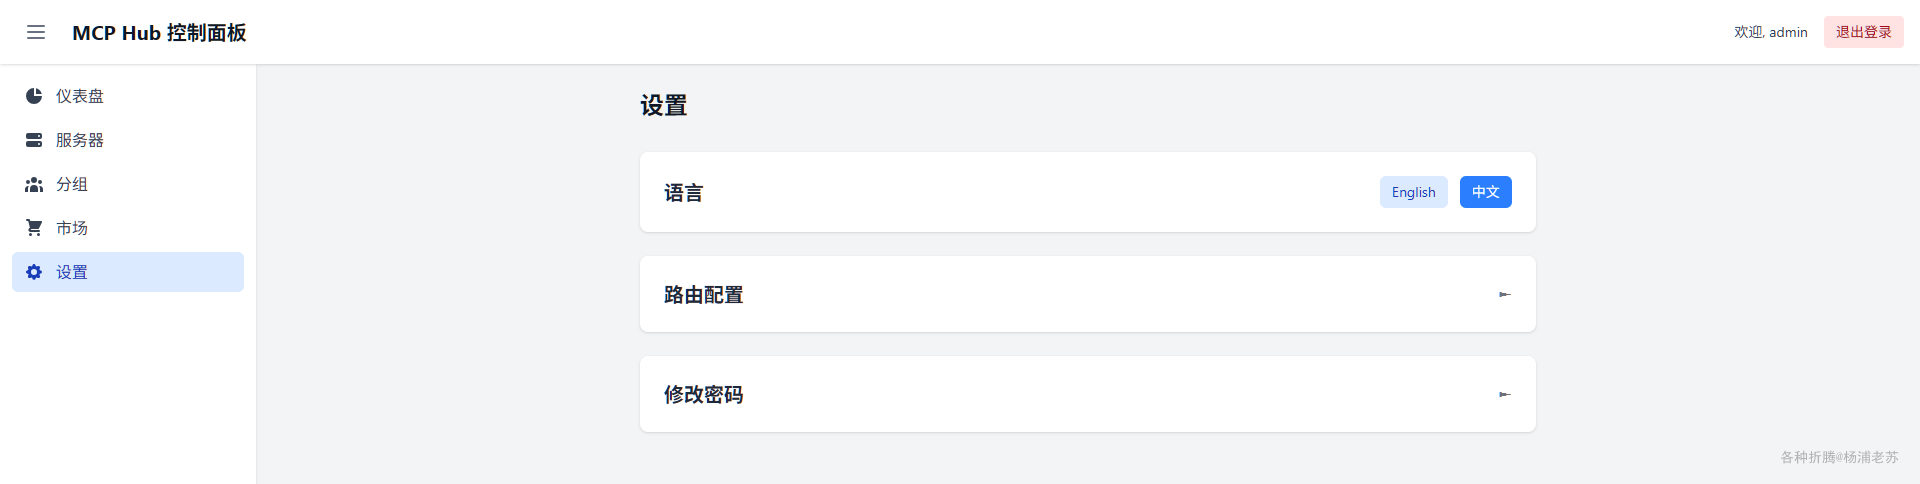 MCP Hub 控制面板
欢迎, admin
退出登录
仪表盘
服务器
分组
市场
设置
设置
语言
English
中文
路由配置
修改密码
各种折腾@杨浦老苏